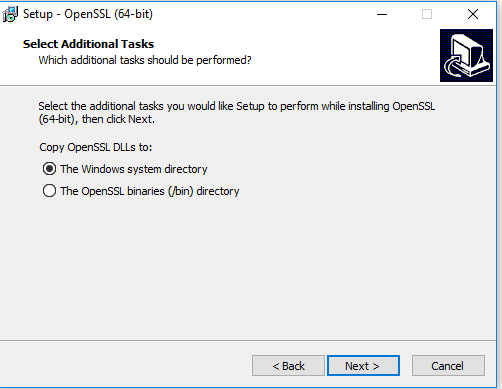 Setup - OpenSSL (64-bit)
Select Additional Tasks
Which additional tasks should be performed?
Select the additional tasks you would like Setup to perform while installing OpenSSL
(64-bit), then click Next.
Copy OpenSSL DLLs to:
The Windows system directory
The OpenSSL binaries (/bin) directory
< Back
Next >
Cancel